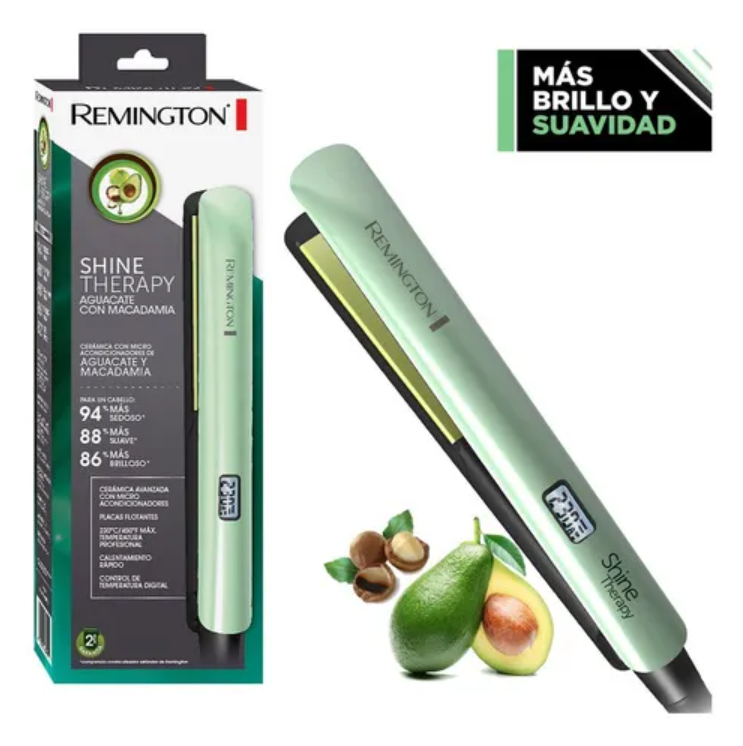 REMINGTON
SHINE
THERAPY
AGUACATE
CON MACADAMIA
CERÁMICA CON MICRO
ACONDICIONADORES DE
AGUACATE Y
MACADAMIA
PARA UN CABELLO:
94% MÁS
SEDOSO*
88% MÁS
SUAVE*
86% MÁS
BRILLOSO*
CERÁMICA AVANZADA
CON MICRO
ACONDICIONADORES
PLACAS FLOTANTES
230°C/450°F MÁX.
TEMPERATURA
PROFESIONAL
CALENTAMIENTO
RÁPIDO
CONTROL DE
TEMPERATURA DIGITAL
REMINGTON
MÁS
BRILLO Y
SUAVIDAD
REMINGTON
Shine
Therapy